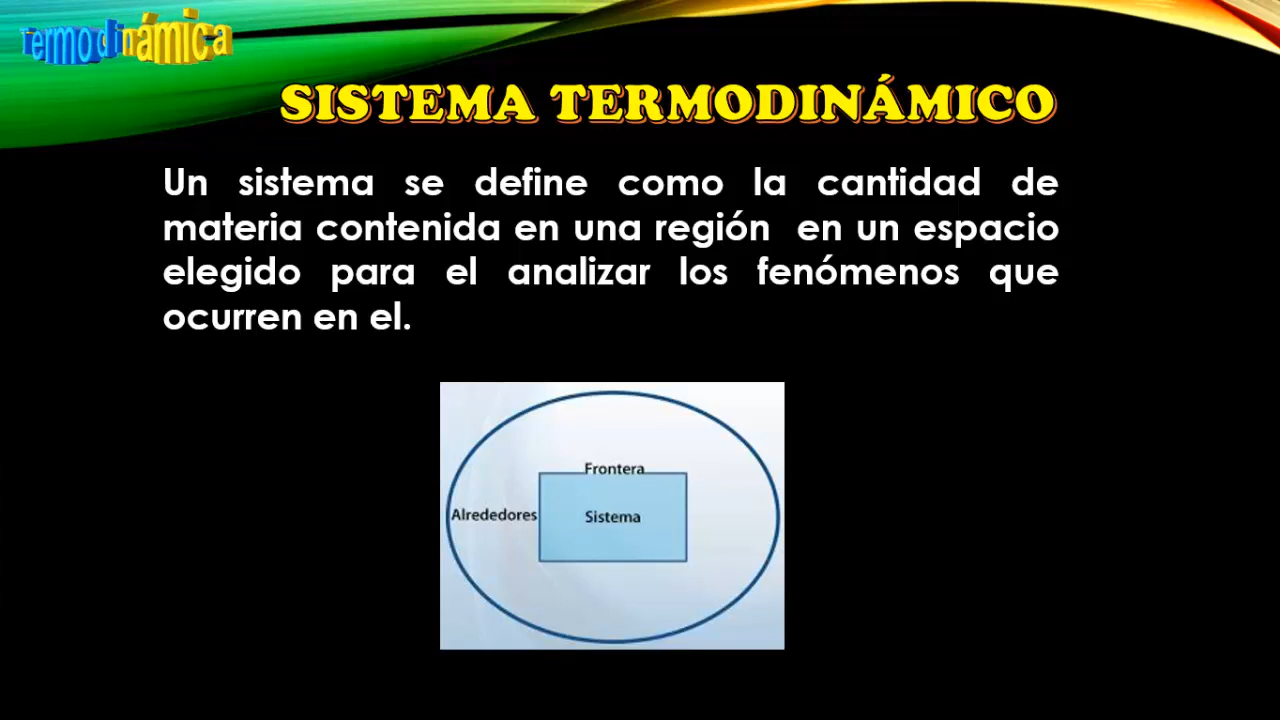 Termodinámica
SISTEMA TERMODINÁMICO
Un sistema se define como la cantidad de
materia contenida en una región en un espacio
elegido para el analizar los fenómenos que
ocurren en el.
Frontera
Alrededores
Sistema